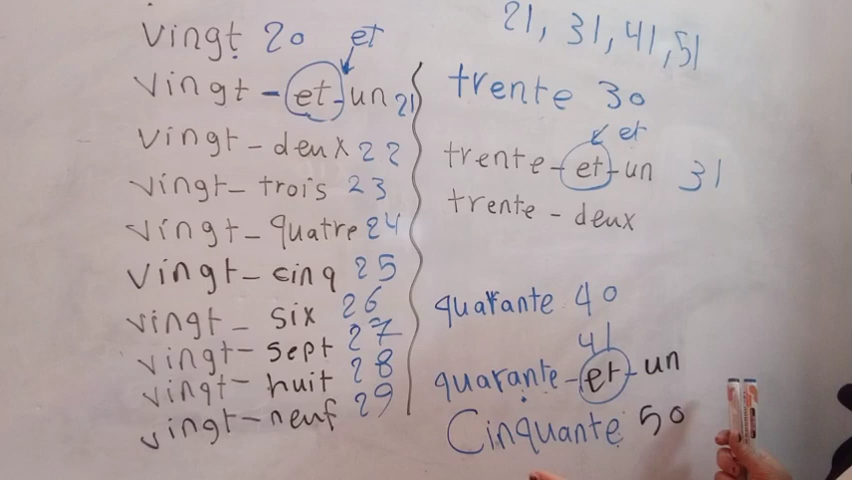 vingt 20 et
vingt-et-un 21
vingt-deux 22
vingt-trois 23
vingt-quatre 24
vingt-cinq 25
vingt-six 26
vingt-sept 27
vingt-huit 28
vingt-neuf 29
21, 31, 41, 51
trente 30
et
trente-et-un 31
trente-deux
quarante 40
41
quarante-et-un
Cinquante 50